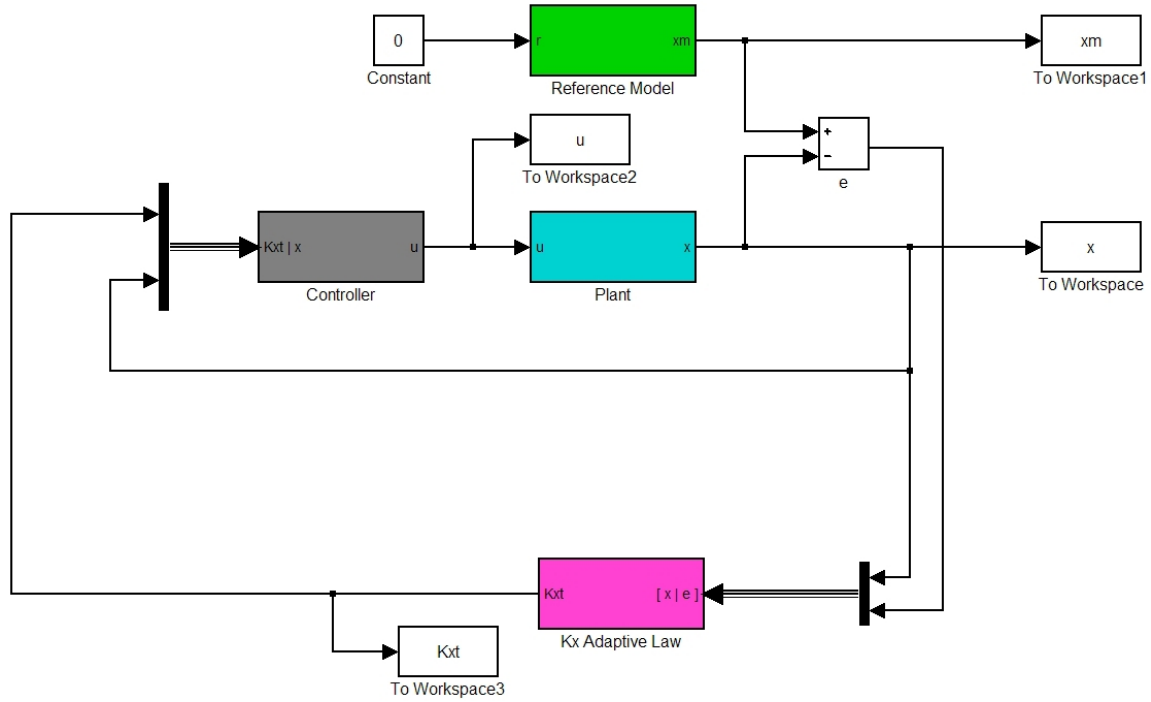 0
Constant
r
xm
Reference Model
xm
To Workspace1
u
To Workspace2
+
−
e
Kxt | x
u
Controller
u
x
Plant
x
To Workspace
Kxt
[ x | e ]
Kx Adaptive Law
Kxt
To Workspace3